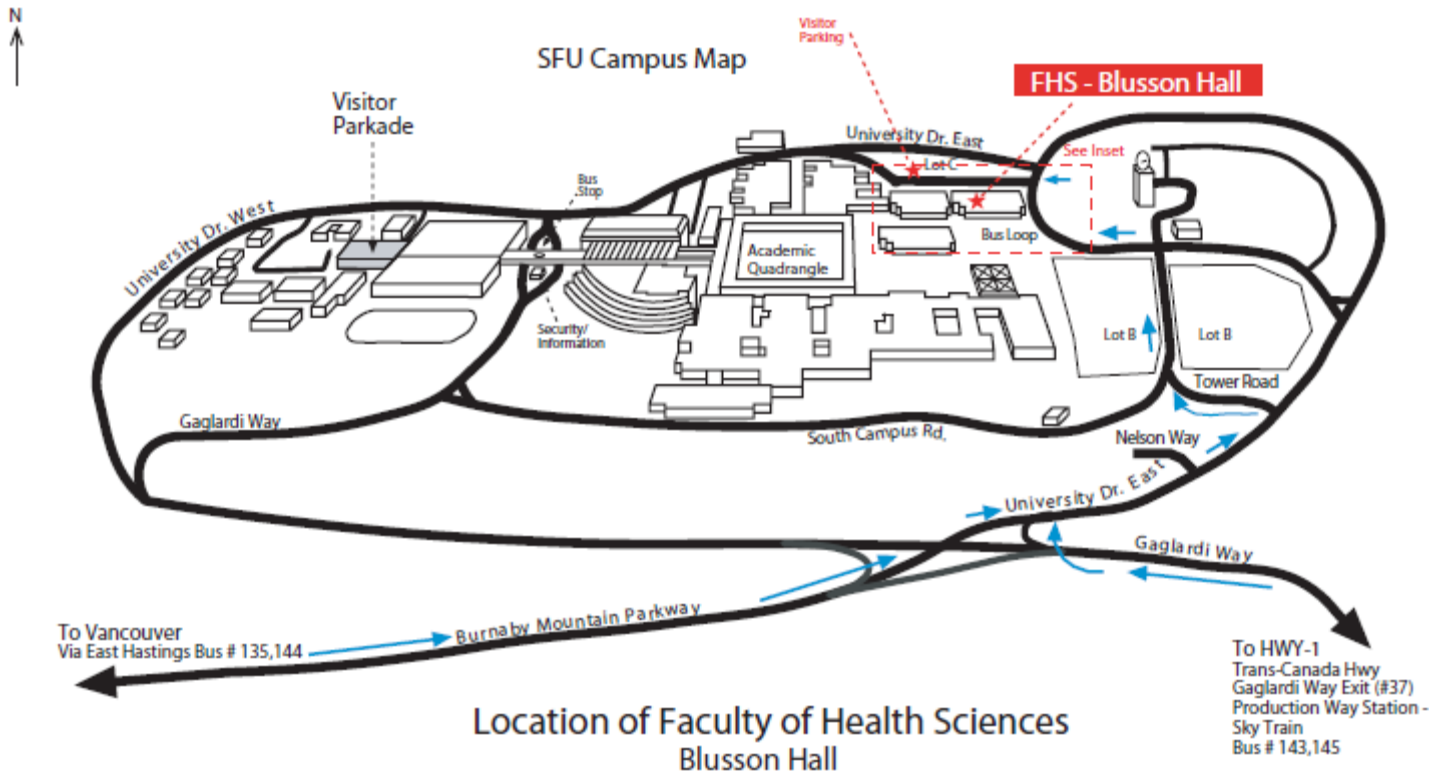 N
SFU Campus Map
Visitor
Parking
FHS - Blusson Hall
Visitor
Parkade
University Dr. East
Lot C
See Inset
Bus
Stop
University Dr. West
Bus Loop
Academic
Quadrangle
Security/
Information
Lot B
Lot B
Tower Road
Gaglardi Way
South Campus Rd.
Nelson Way
University Dr. East
Gaglardi Way
Burnaby Mountain Parkway
To Vancouver
Via East Hastings Bus # 135,144
To HWY-1
Trans-Canada Hwy
Gaglardi Way Exit (#37)
Production Way Station -
Sky Train
Bus # 143,145
Location of Faculty of Health Sciences
Blusson Hall